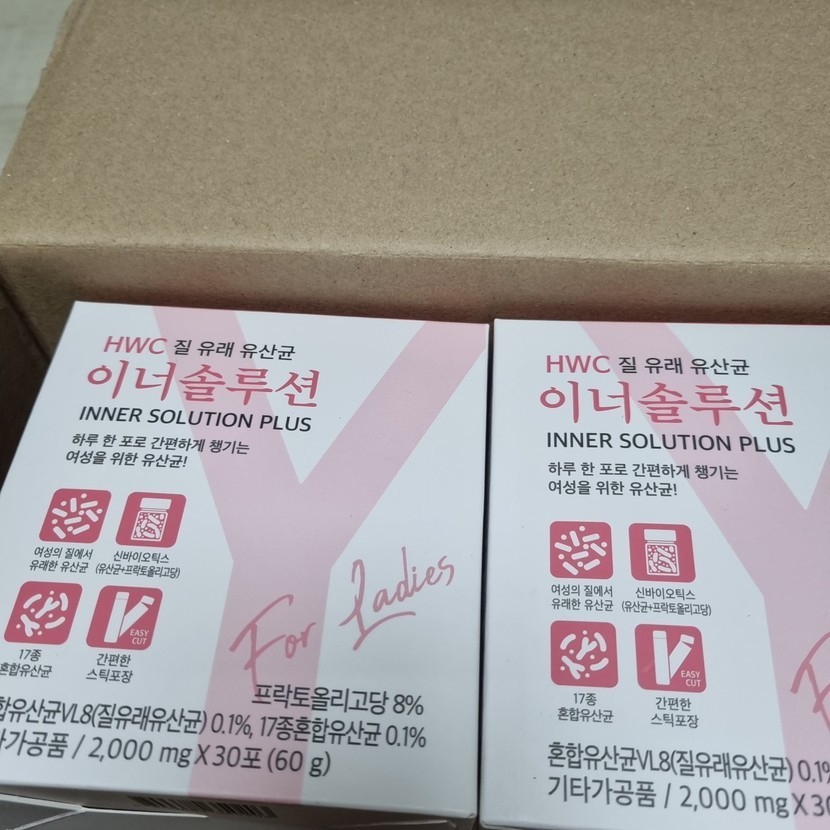 HWC 질 유래 유산균
이너솔루션
INNER SOLUTION PLUS
하루 한 포로 간편하게 챙기는
여성을 위한 유산균!
여성의 질에서
유래한 유산균
신바이오틱스
(유산균+프락토올리고당)
17종
혼합유산균
EASY
CUT
간편한
스틱포장
For Ladies
프락토올리고당 8%
합유산균VL8(질유래유산균) 0.1%, 17종혼합유산균 0.1%
타가공품 / 2,000 mg X 30포 (60 g)
HWC 질 유래 유산균
이너솔루션
INNER SOLUTION PLUS
하루 한 포로 간편하게 챙기는
여성을 위한 유산균!
여성의 질에서
유래한 유산균
신바이오틱스
(유산균+프락토올리고당)
17종
혼합유산균
EASY
CUT
간편한
스틱포장
혼합유산균VL8(질유래유산균) 0.1%
기타가공품 / 2,000 mg X 30